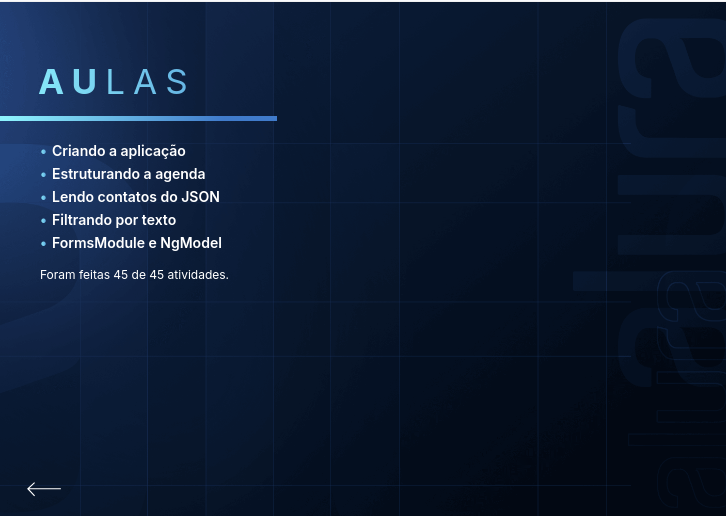 AULAS
• Criando a aplicação
• Estruturando a agenda
• Lendo contatos do JSON
• Filtrando por texto
• FormsModule e NgModel
Foram feitas 45 de 45 atividades.
alura
alura